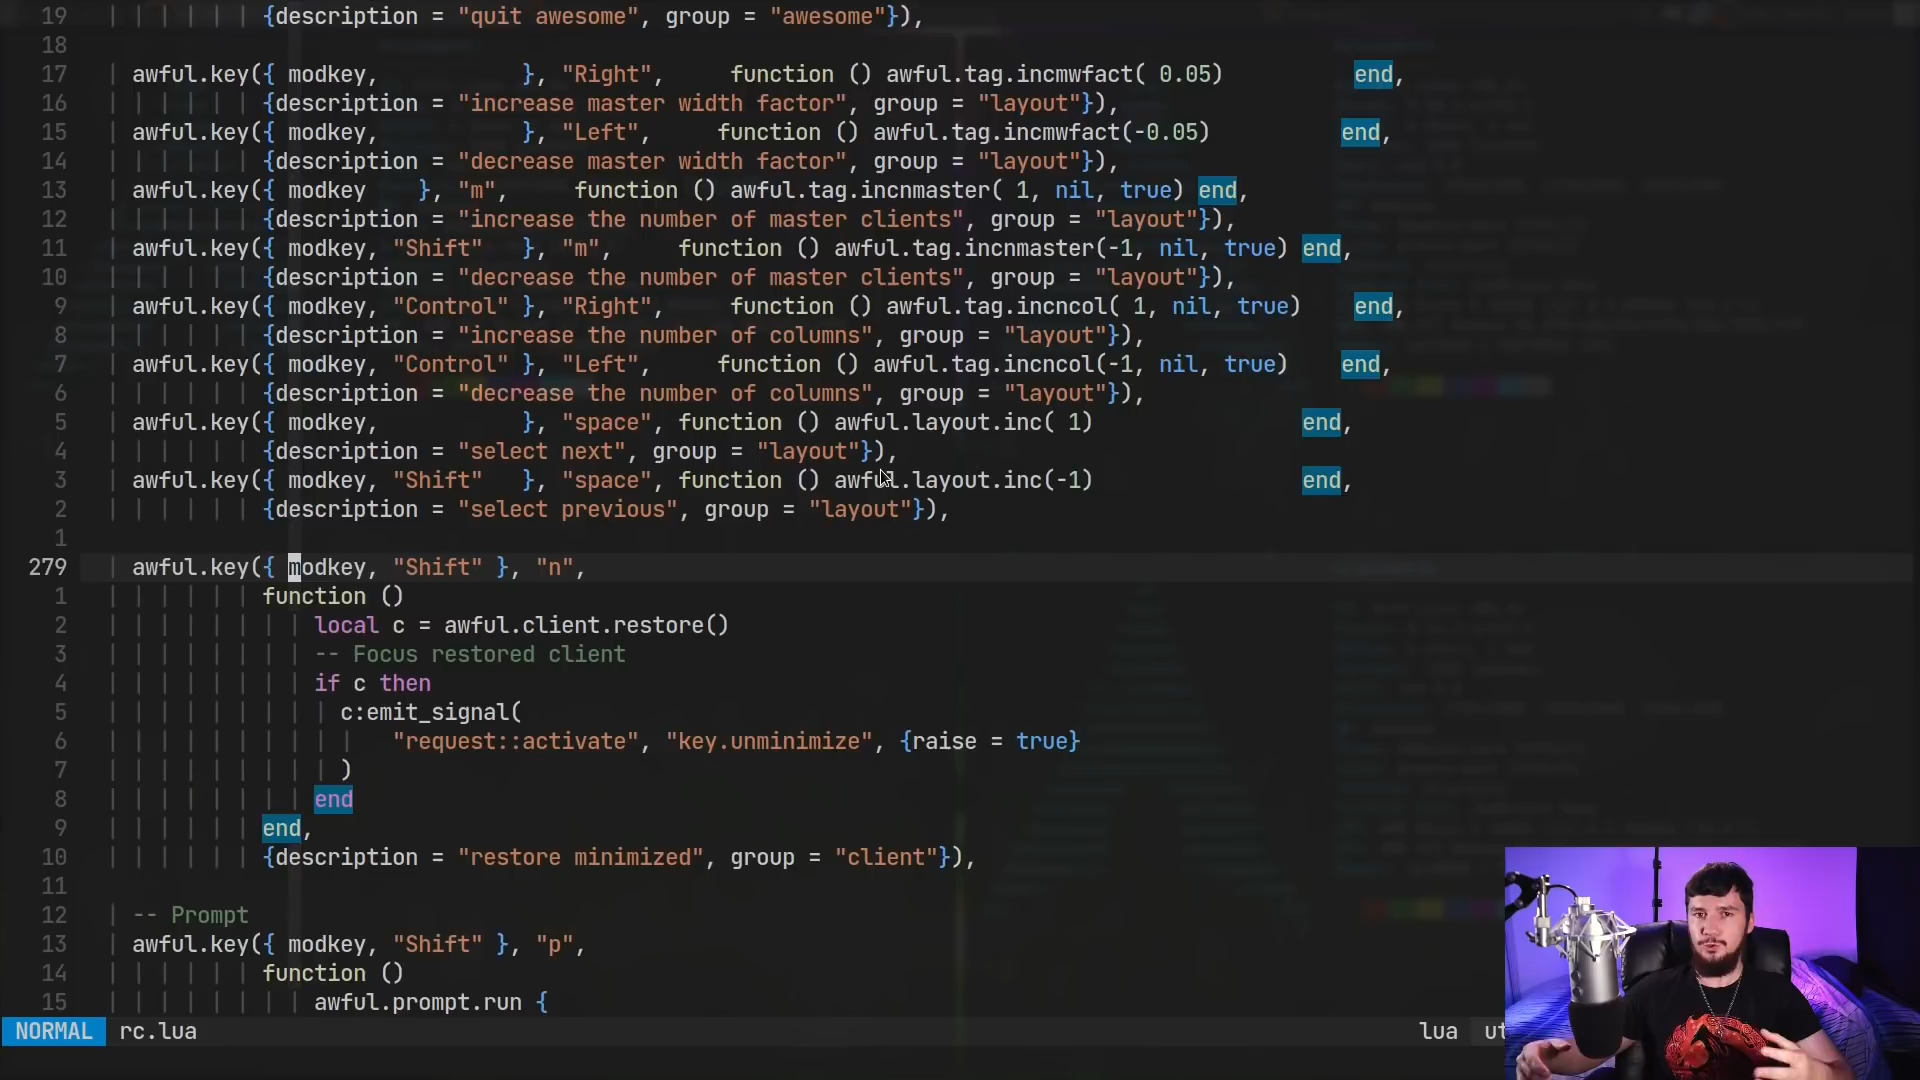 19 {description = "quit awesome", group = "awesome"}),
18
17 awful.key({ modkey, }, "Right", function () awful.tag.incmwfact( 0.05) end,
16 {description = "increase master width factor", group = "layout"}),
15 awful.key({ modkey, }, "Left", function () awful.tag.incmwfact(-0.05) end,
14 {description = "decrease master width factor", group = "layout"}),
13 awful.key({ modkey }, "m", function () awful.tag.incnmaster( 1, nil, true) end,
12 {description = "increase the number of master clients", group = "layout"}),
11 awful.key({ modkey, "Shift" }, "m", function () awful.tag.incnmaster(-1, nil, true) end,
10 {description = "decrease the number of master clients", group = "layout"}),
9 awful.key({ modkey, "Control" }, "Right", function () awful.tag.incncol( 1, nil, true) end,
8 {description = "increase the number of columns", group = "layout"}),
7 awful.key({ modkey, "Control" }, "Left", function () awful.tag.incncol(-1, nil, true) end,
6 {description = "decrease the number of columns", group = "layout"}),
5 awful.key({ modkey, }, "space", function () awful.layout.inc( 1) end,
4 {description = "select next", group = "layout"}),
3 awful.key({ modkey, "Shift" }, "space", function () awful.layout.inc(-1) end,
2 {description = "select previous", group = "layout"}),
1
279 awful.key({ modkey, "Shift" }, "n",
1 function ()
2 local c = awful.client.restore()
3 -- Focus restored client
4 if c then
5 c:emit_signal(
6 "request::activate", "key.unminimize", {raise = true}
7 )
8 end
9 end,
10 {description = "restore minimized", group = "client"}),
11
12 -- Prompt
13 awful.key({ modkey, "Shift" }, "p",
14 function ()
15 awful.prompt.run {
NORMAL rc.lua lua ut